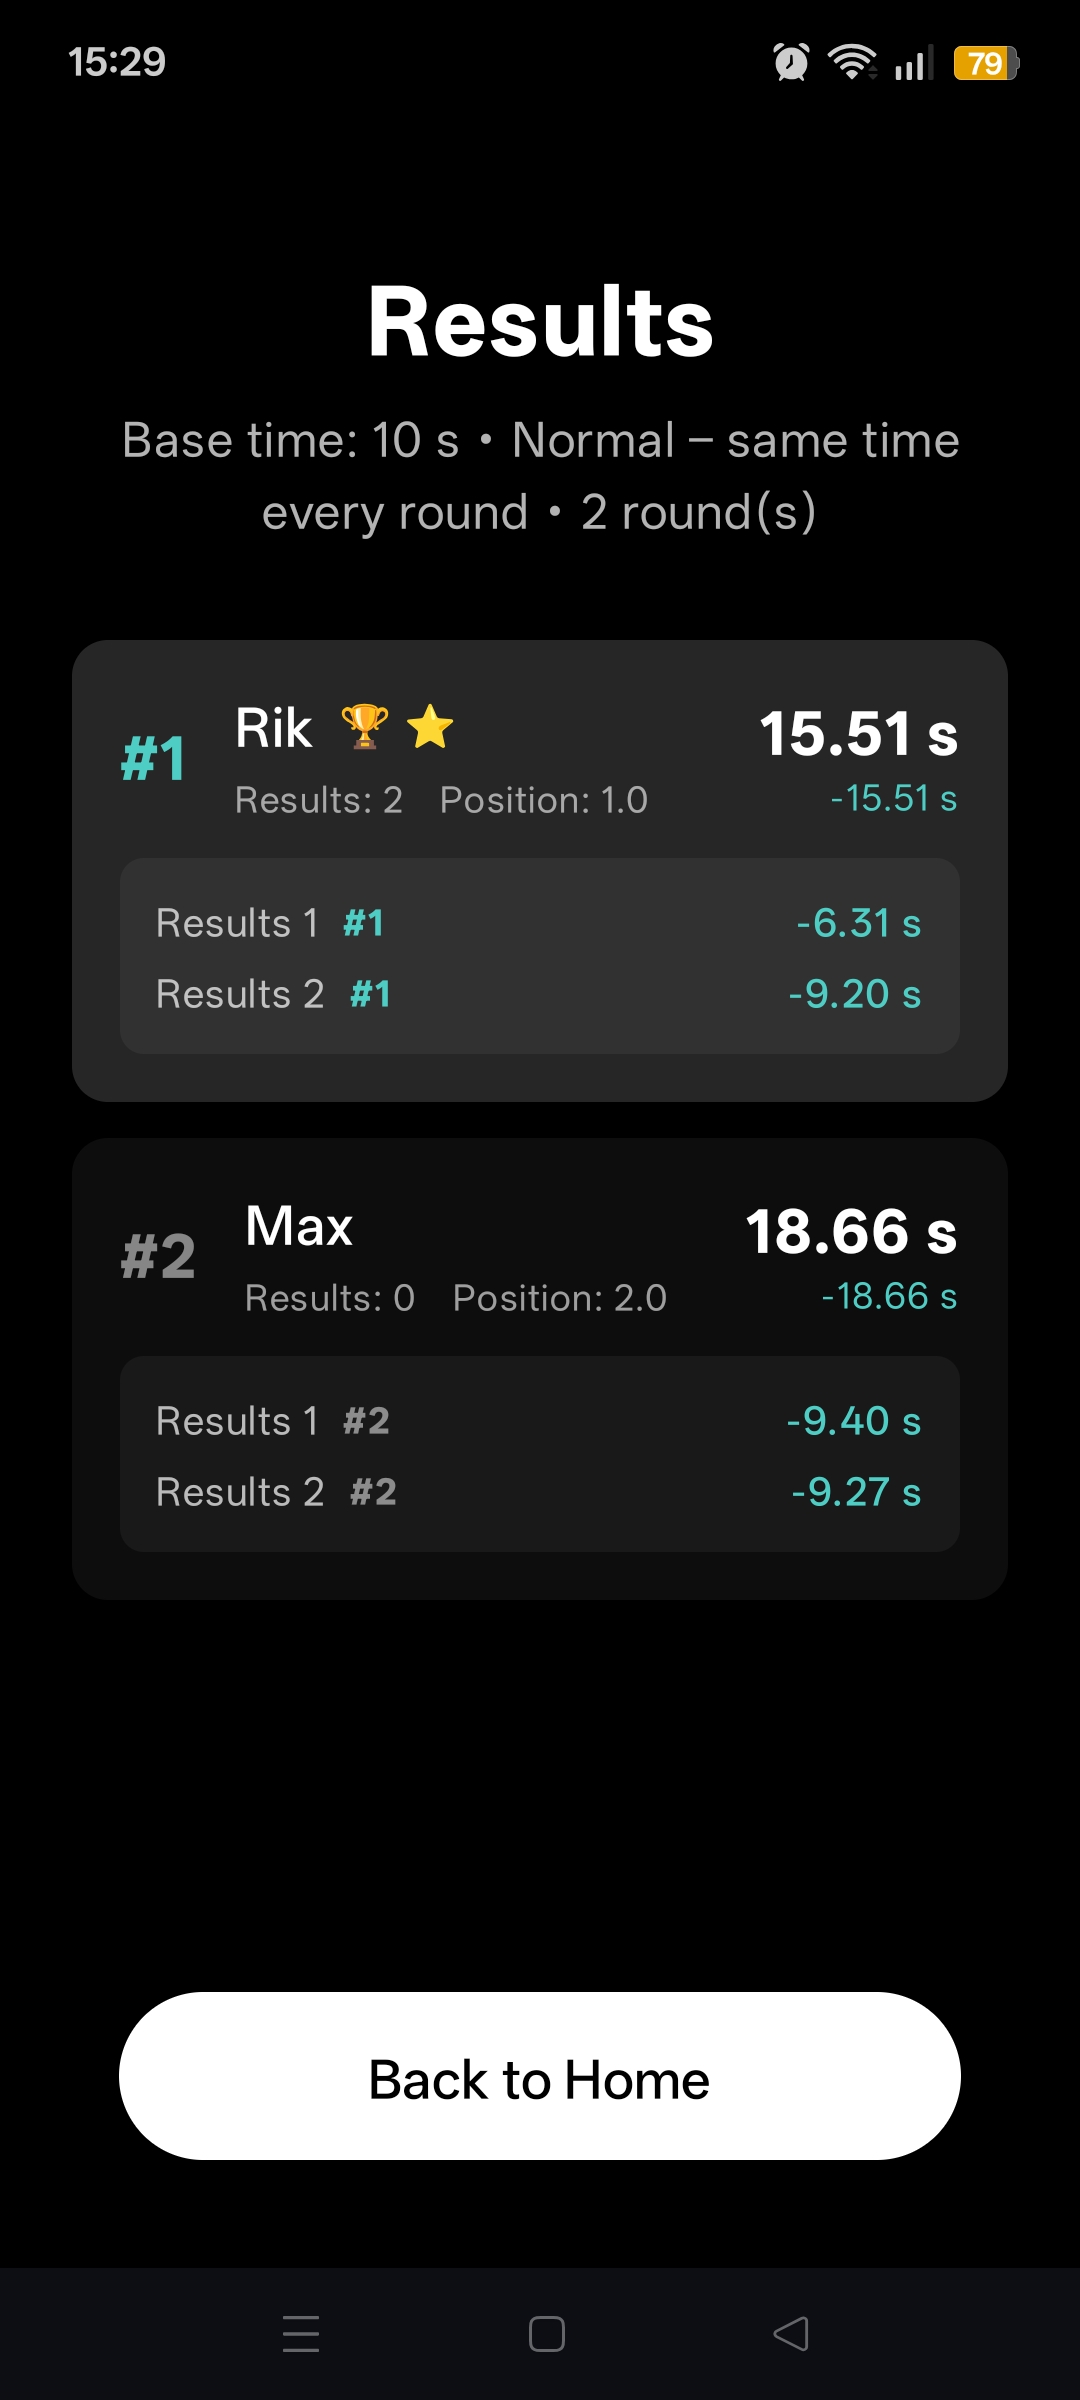 15:29
79
Results
Base time: 10 s • Normal – same time
every round • 2 round(s)
#1
Rik 🏆 ⭐
15.51 s
Results: 2 Position: 1.0
-15.51 s
Results 1 #1 -6.31 s
Results 2 #1 -9.20 s
#2
Max
18.66 s
Results: 0 Position: 2.0
-18.66 s
Results 1 #2 -9.40 s
Results 2 #2 -9.27 s
Back to Home